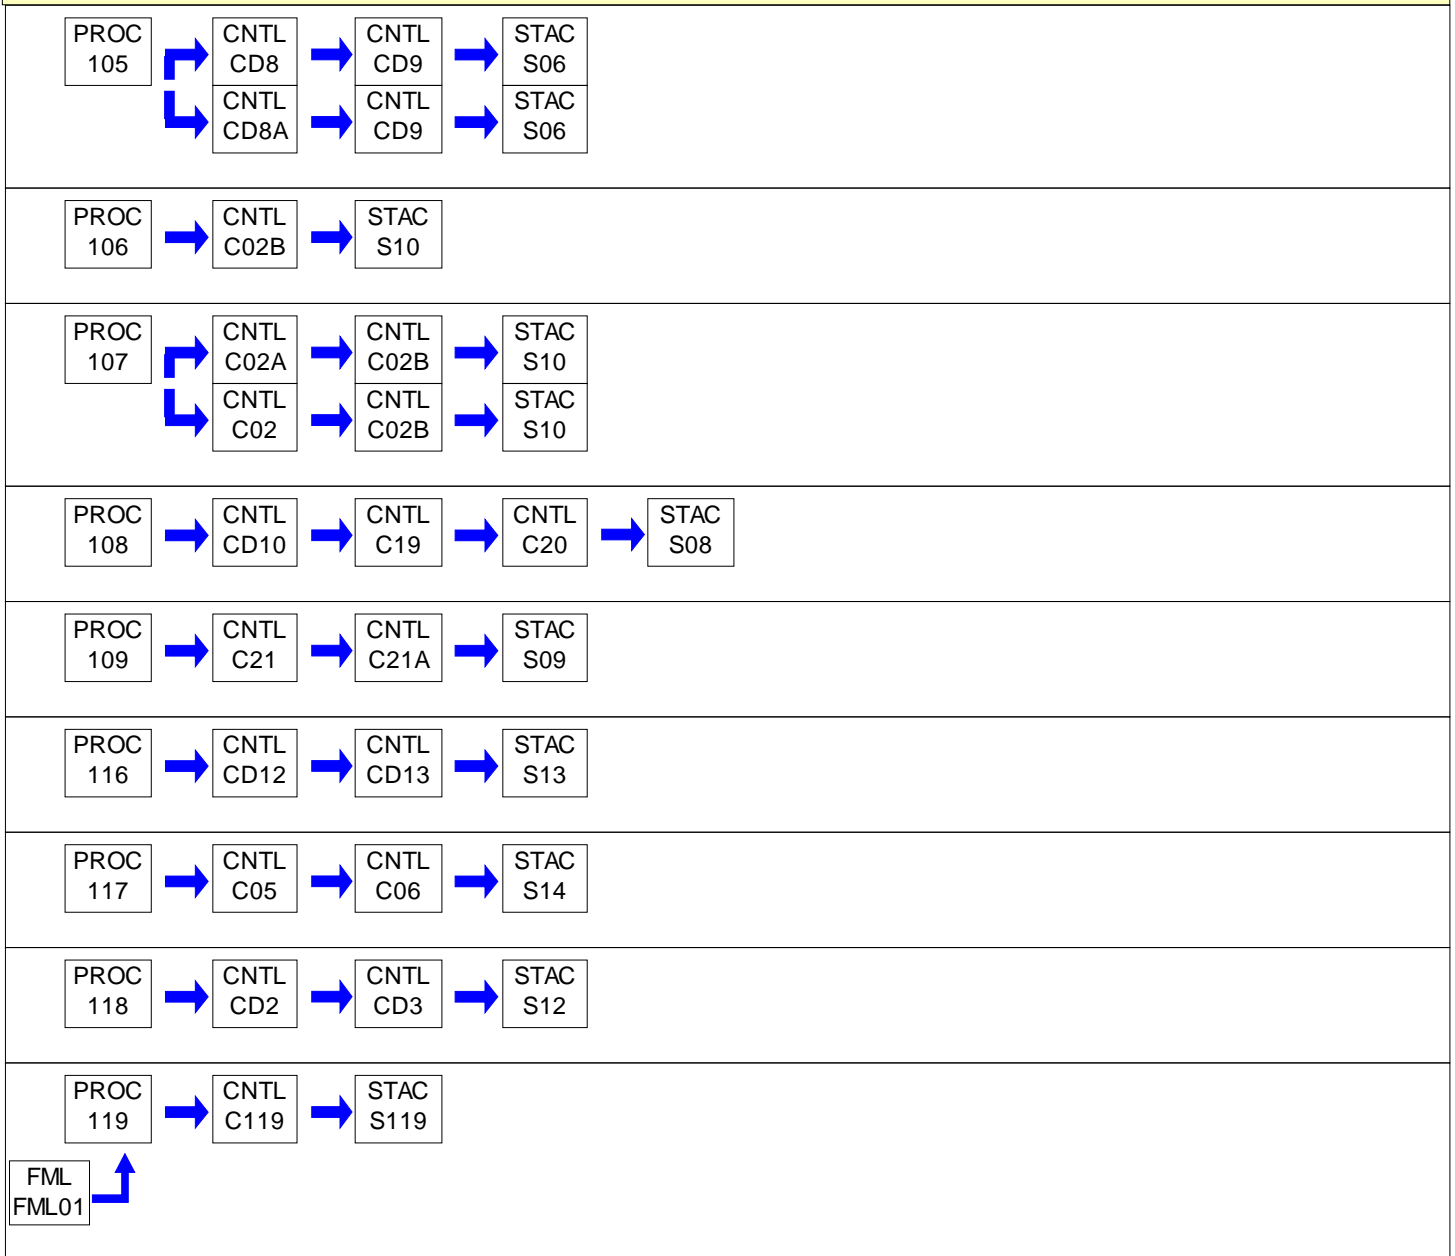 PROC CNTL CNTL STAC
105 CD8 CD9 S06
CNTL CNTL STAC
CD8A CD9 S06
PROC CNTL STAC
106 C02B S10
PROC CNTL CNTL STAC
107 C02A C02B S10
CNTL CNTL STAC
C02 C02B S10
PROC CNTL CNTL CNTL STAC
108 CD10 C19 C20 S08
PROC CNTL CNTL STAC
109 C21 C21A S09
PROC CNTL CNTL STAC
116 CD12 CD13 S13
PROC CNTL CNTL STAC
117 C05 C06 S14
PROC CNTL CNTL STAC
118 CD2 CD3 S12
PROC CNTL STAC
119 C119 S119
FML
FML01